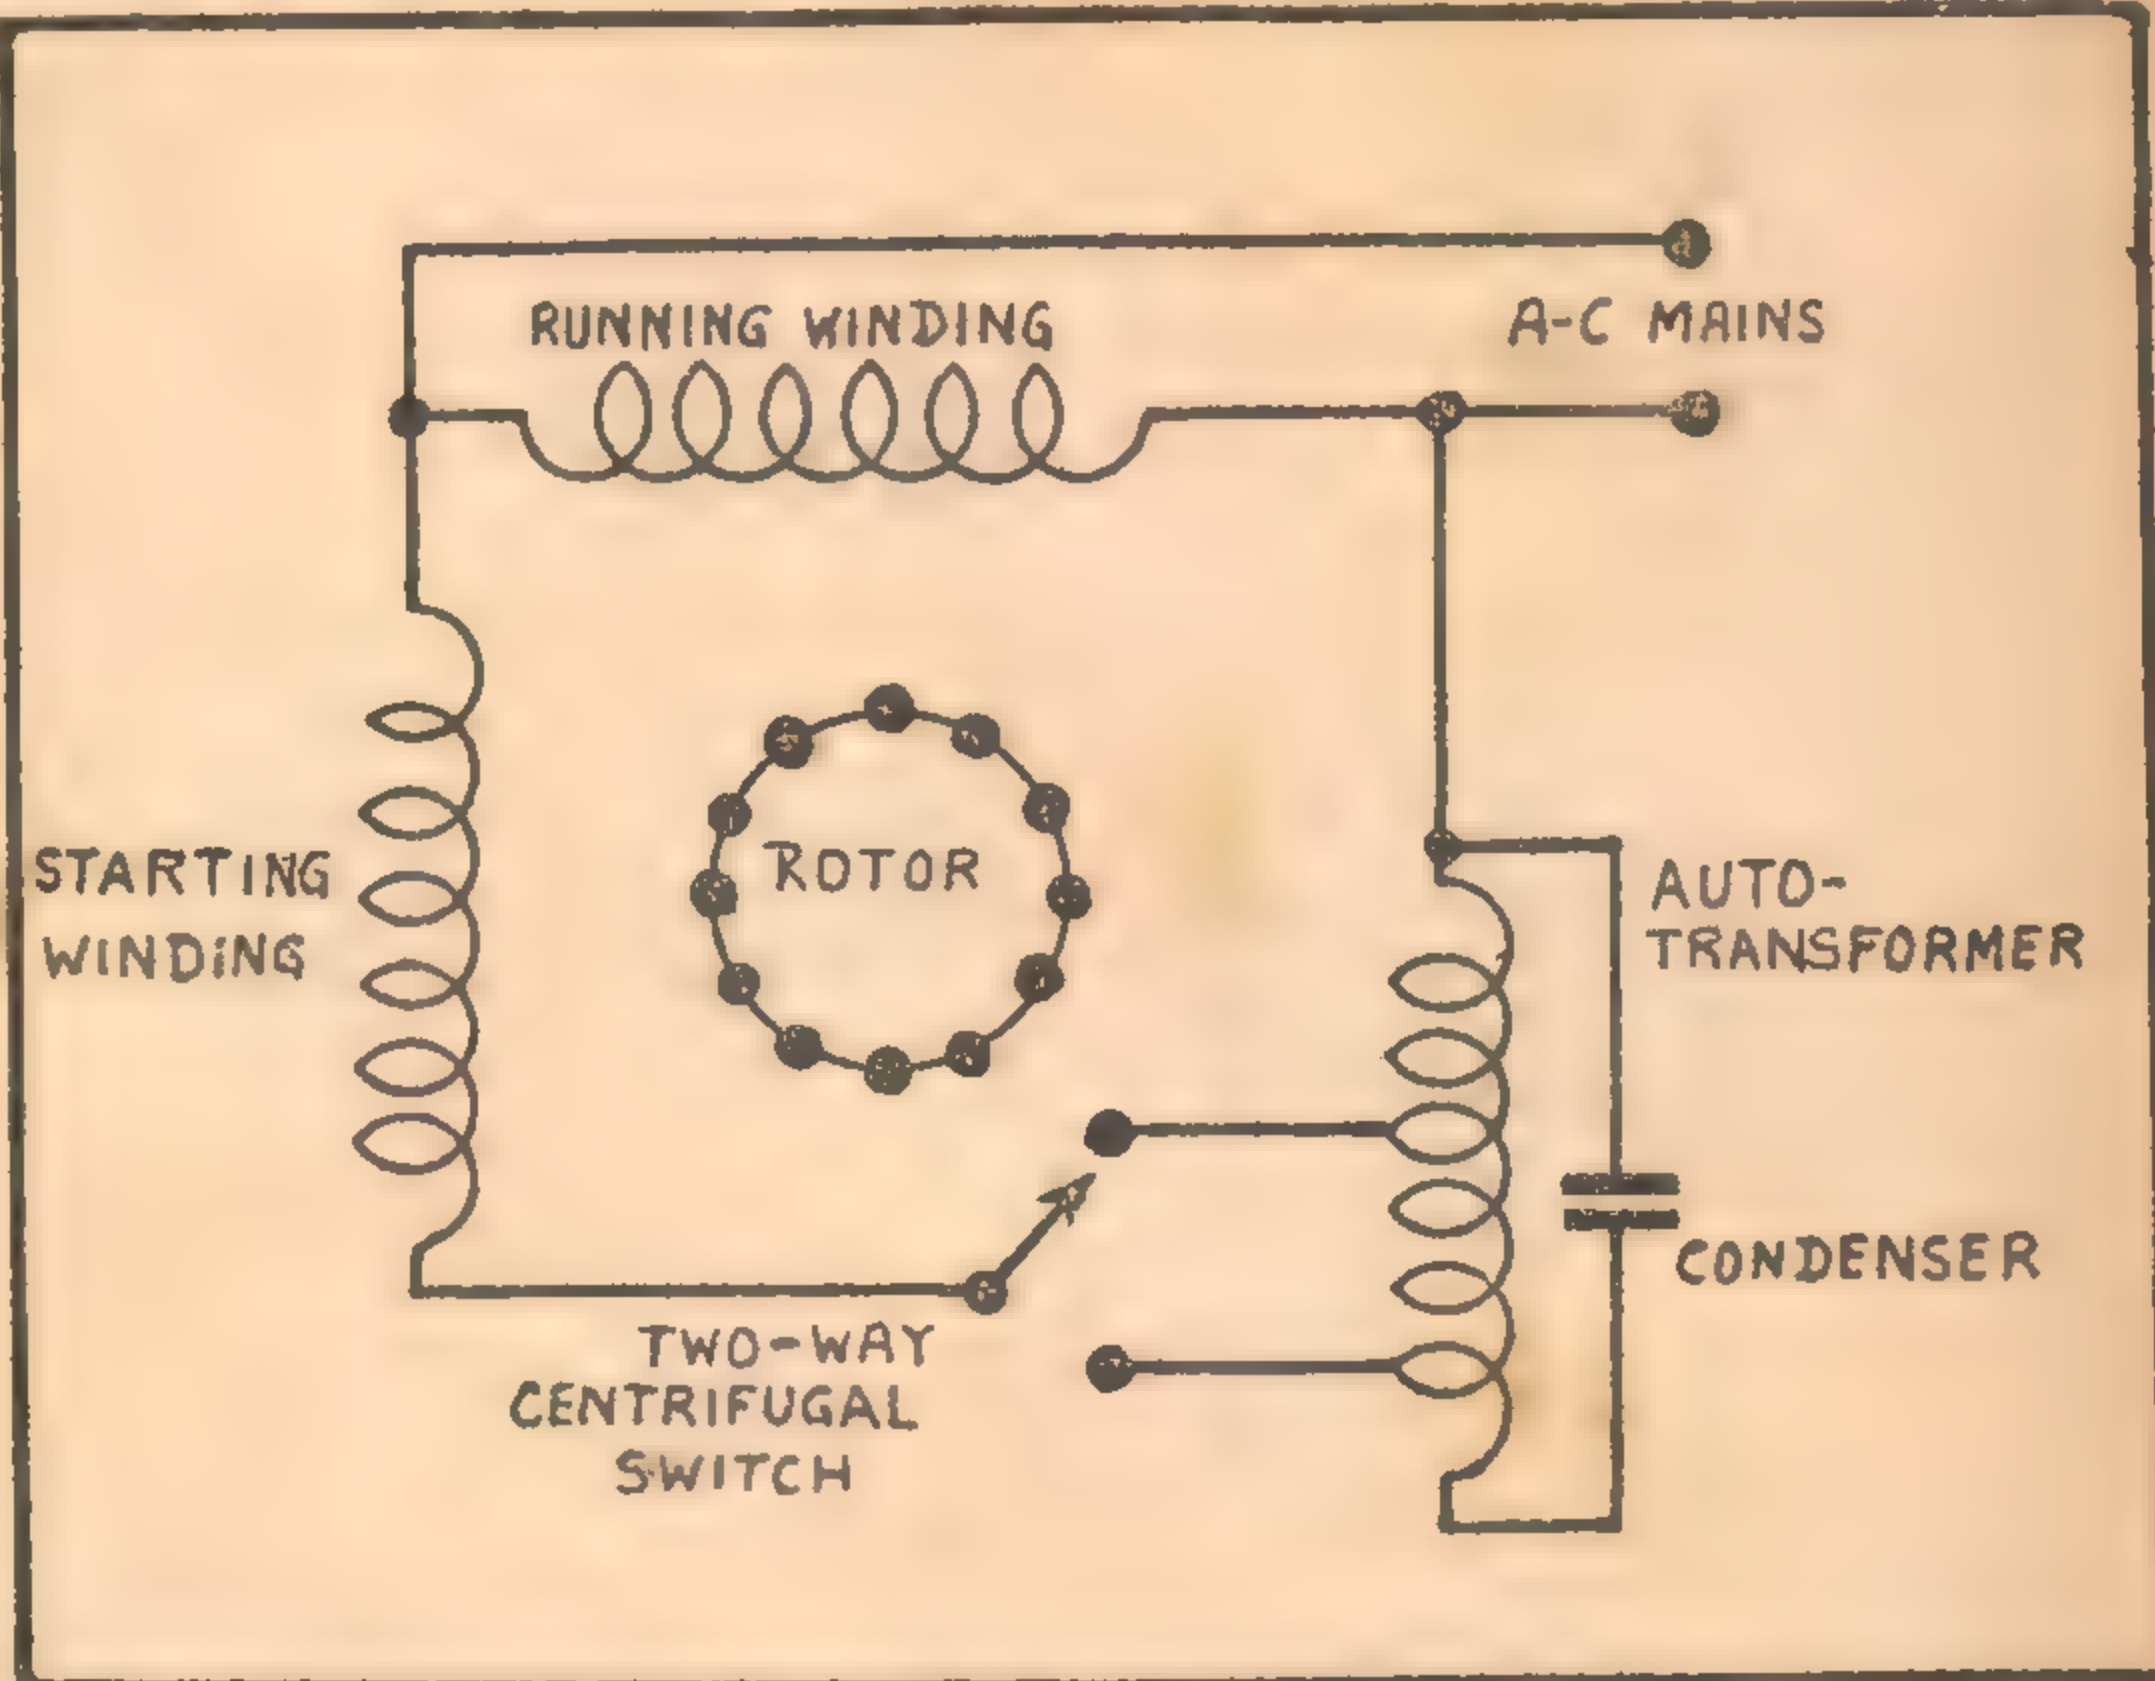 RUNNING WINDING
A-C MAINS
STARTING
WINDING
ROTOR
AUTO-
TRANSFORMER
CONDENSER
TWO-WAY
CENTRIFUGAL
SWITCH